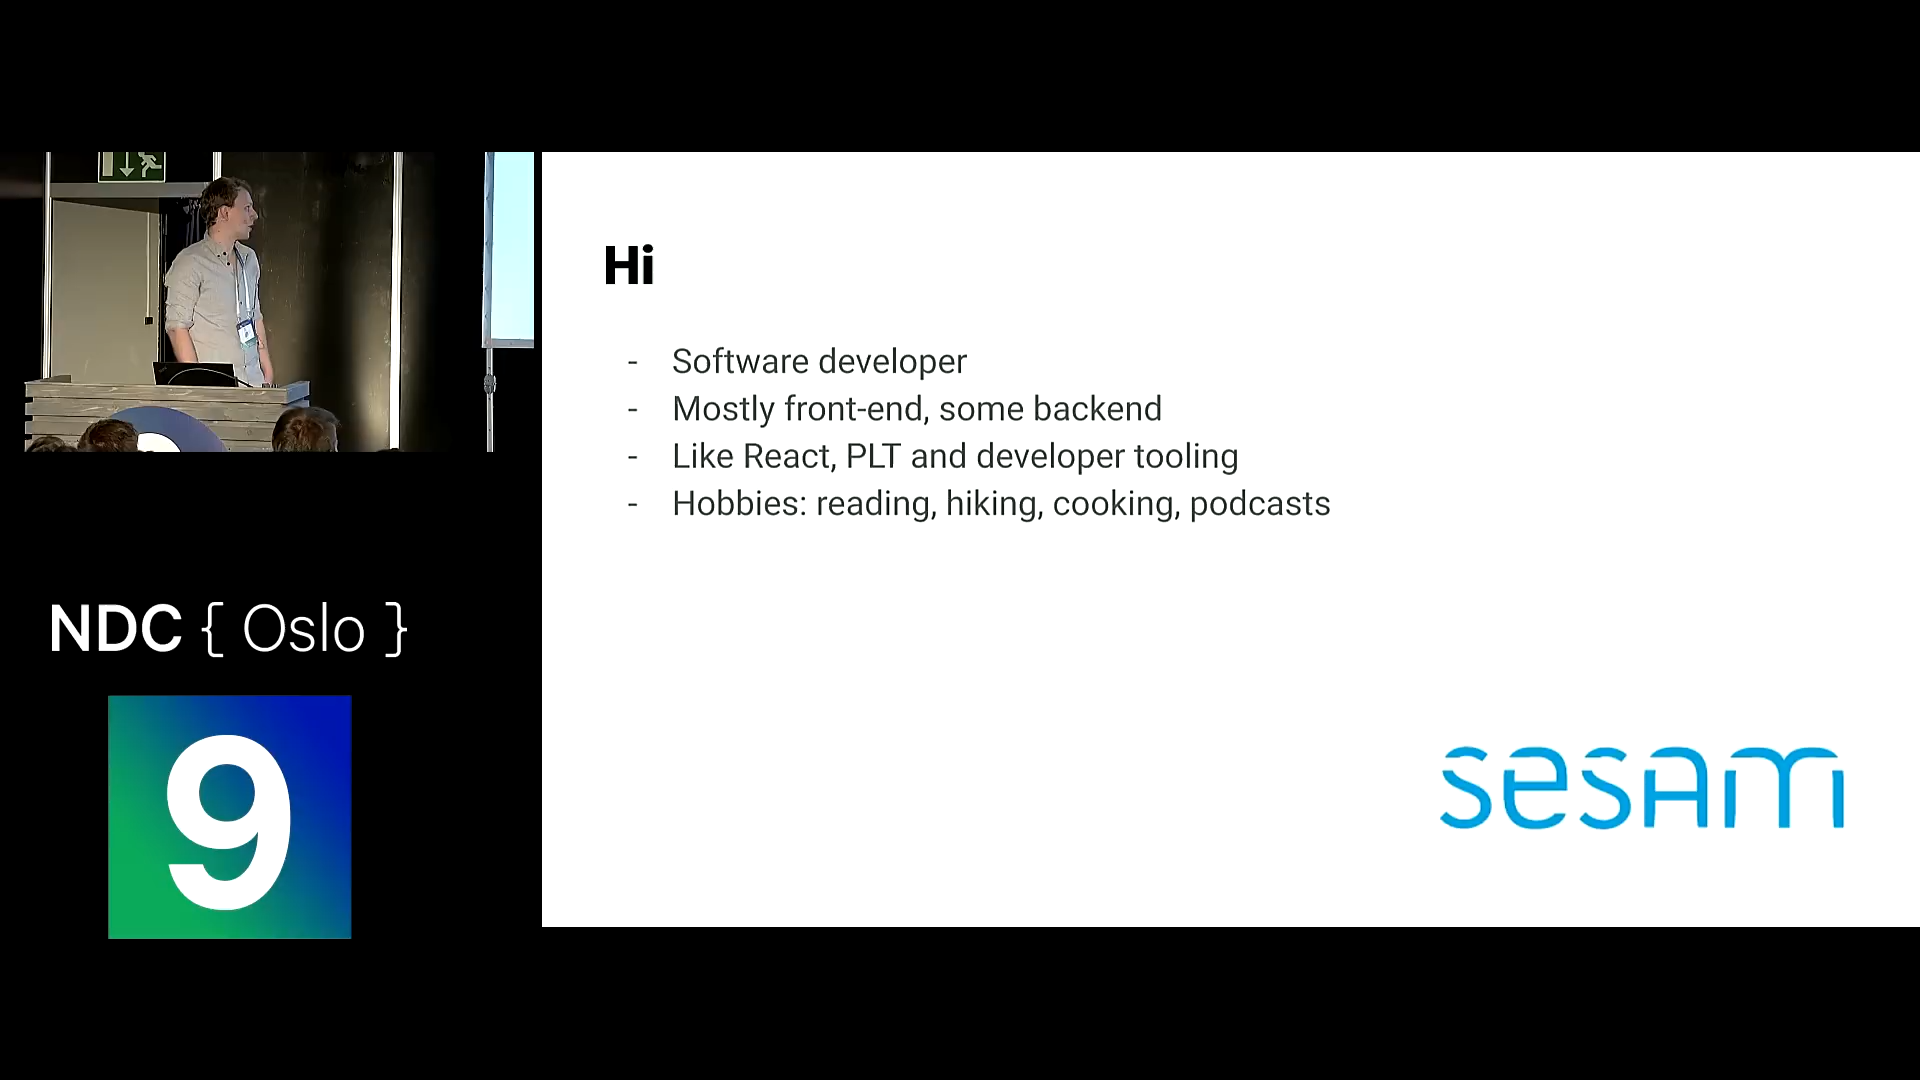 Hi
- Software developer
- Mostly front-end, some backend
- Like React, PLT and developer tooling
- Hobbies: reading, hiking, cooking, podcasts
sesam
NDC { Oslo }
9